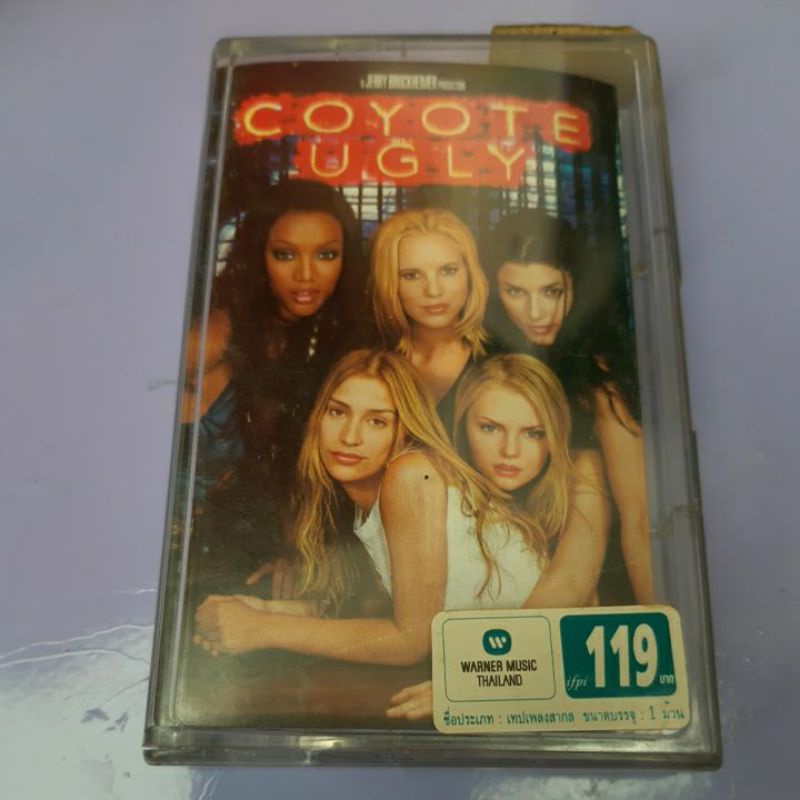 A JERRY BRUCKHEIMER PRODUCTION
COYOTE
UGLY
WARNER MUSIC
THAILAND
ifpi 119 บาท
ชื่อประเภท : เทปเพลงสากล ขนาดบรรจุ : 1 ม้วน